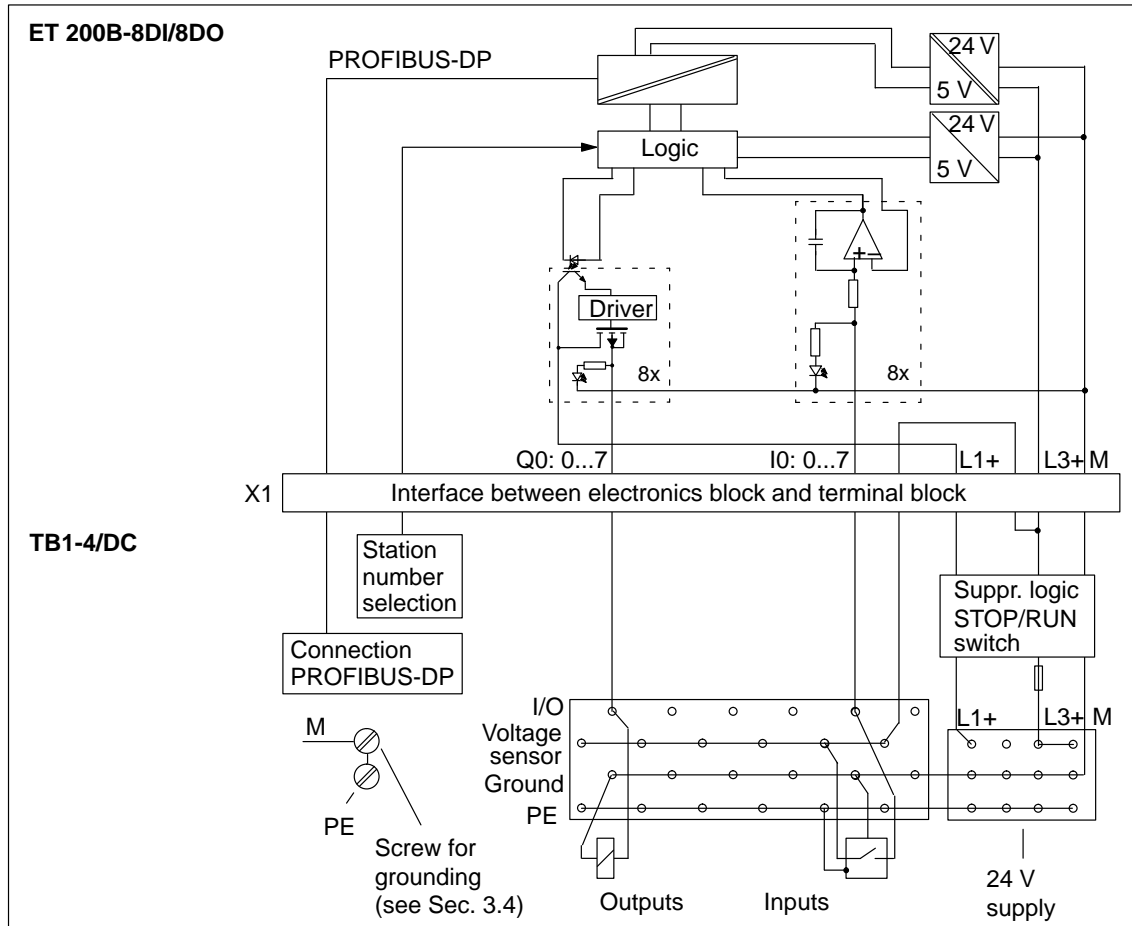 ET 200B-8DI/8DO
PROFIBUS-DP
24 V
5 V
Logic
24 V
5 V
+ −
Driver
8x
8x
Q0: 0...7
I0: 0...7
L1+
L3+ M
X1
Interface between electronics block and terminal block
TB1-4/DC
Station
number
selection
Suppr. logic
STOP/RUN
switch
Connection
PROFIBUS-DP
I/O
Voltage
sensor
Ground
PE
L1+
L3+ M
M
PE
Screw for
grounding
(see Sec. 3.4)
Outputs
Inputs
24 V
supply